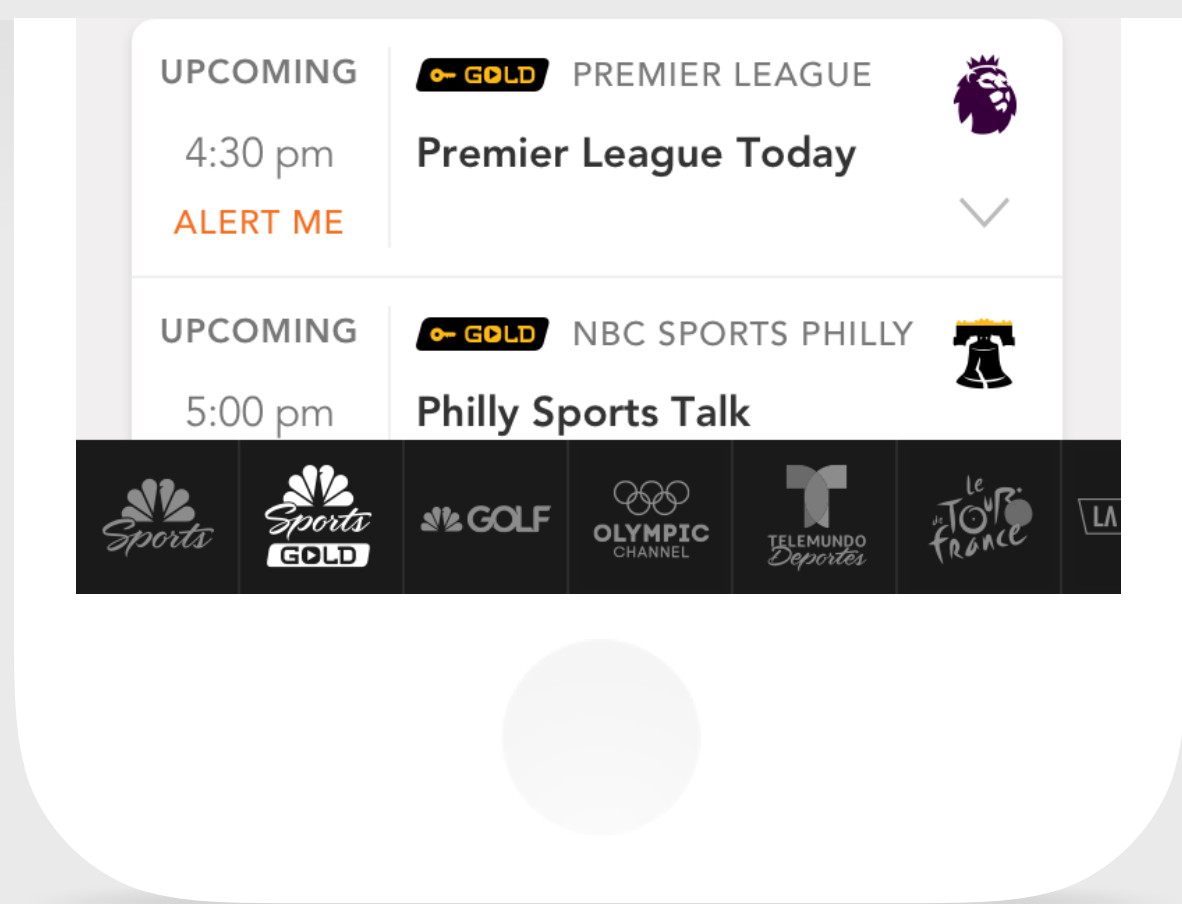 UPCOMING
GOLD PREMIER LEAGUE
4:30 pm
Premier League Today
ALERT ME
UPCOMING
GOLD NBC SPORTS PHILLY
5:00 pm
Philly Sports Talk
Sports
Sports
GOLD
GOLF
OLYMPIC
CHANNEL
TELEMUNDO
Deportes
Le
TOUR
de
france
LA